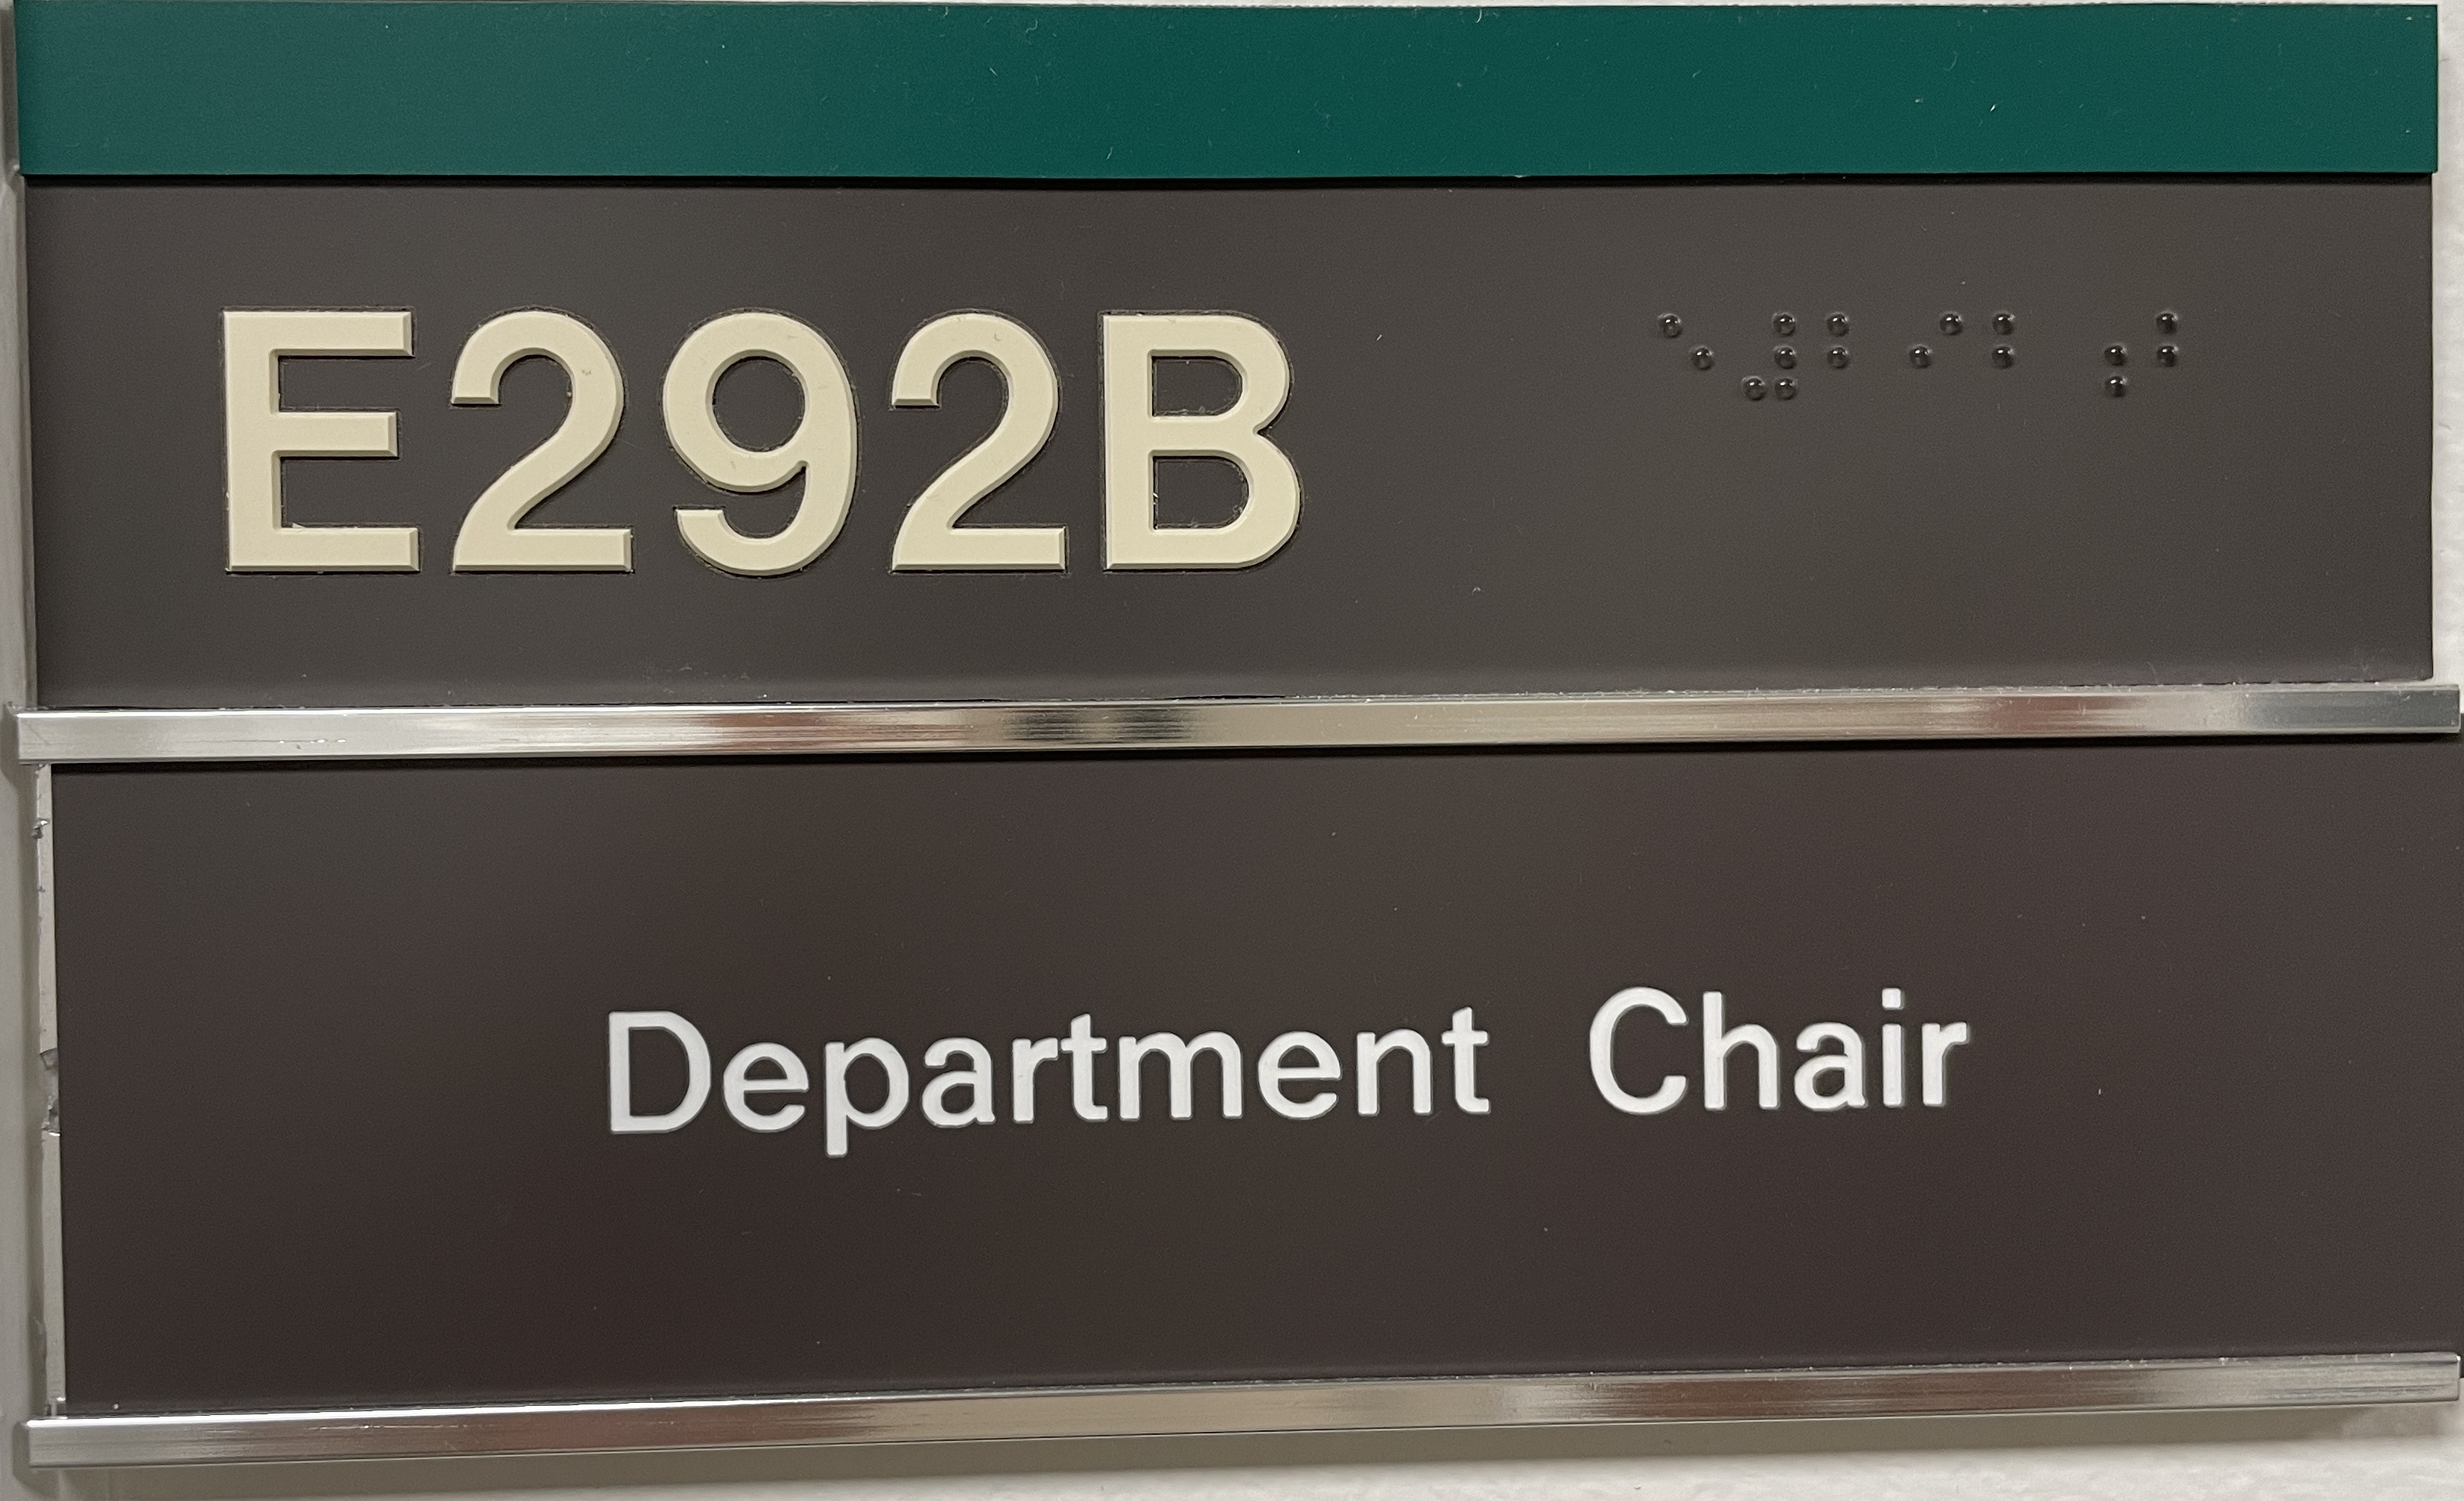 E292B
⠑⠼⠃⠊⠃⠰⠃
Department Chair